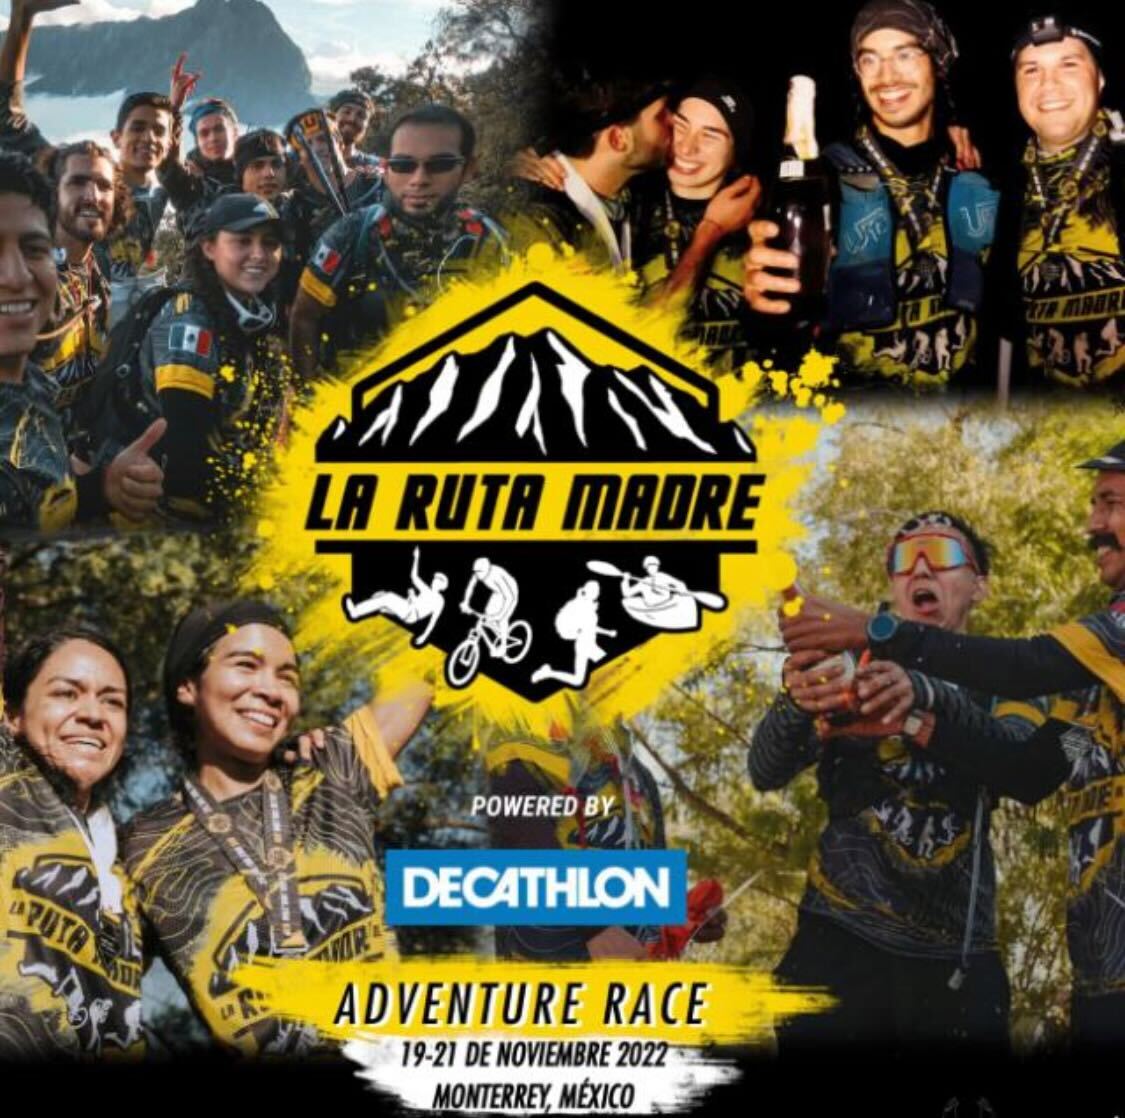 LA RUTA MADRE
POWERED BY
DECATHLON
ADVENTURE RACE
19-21 DE NOVIEMBRE 2022
MONTERREY, MÉXICO